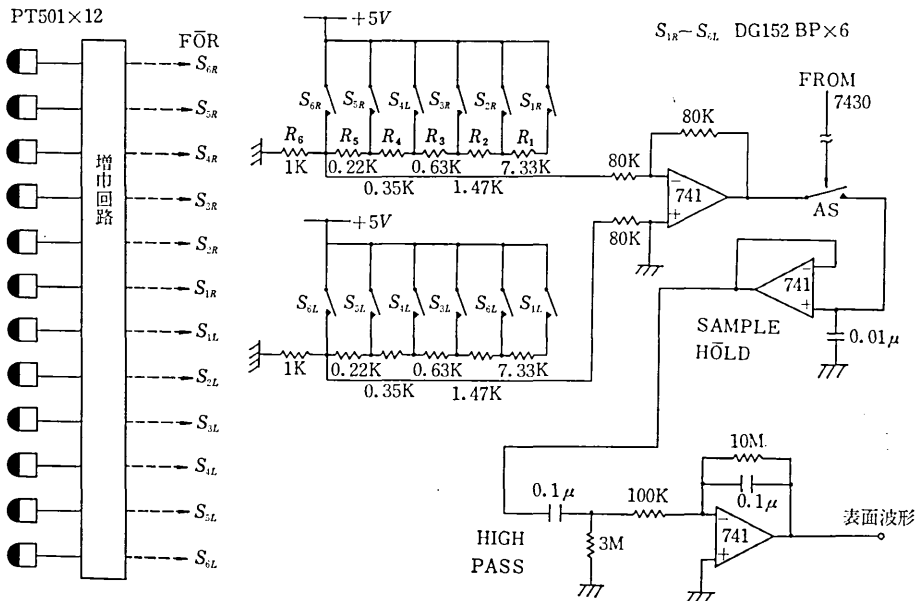 PT501×12
FŌR
S6R
S5R
S4R
S3R
S2R
S1R
S1L
S2L
S3L
S4L
S5L
S6L
増巾回路
+5V
S6R S5R S4L S3R S2R S1R
R6 R5 R4 R3 R2 R1
1K 0.22K 0.63K 7.33K
0.35K 1.47K
+5V
S6L S5L S4L S3L S6L S1L
1K 0.22K 0.63K 7.33K
0.35K 1.47K
S1R~S6L DG152 BP×6
FROM
7430
80K
80K
80K
741
AS
741
SAMPLE
HŌLD
0.01μ
HIGH
PASS
0.1μ
3M
100K
10M
0.1μ
741
表面波形